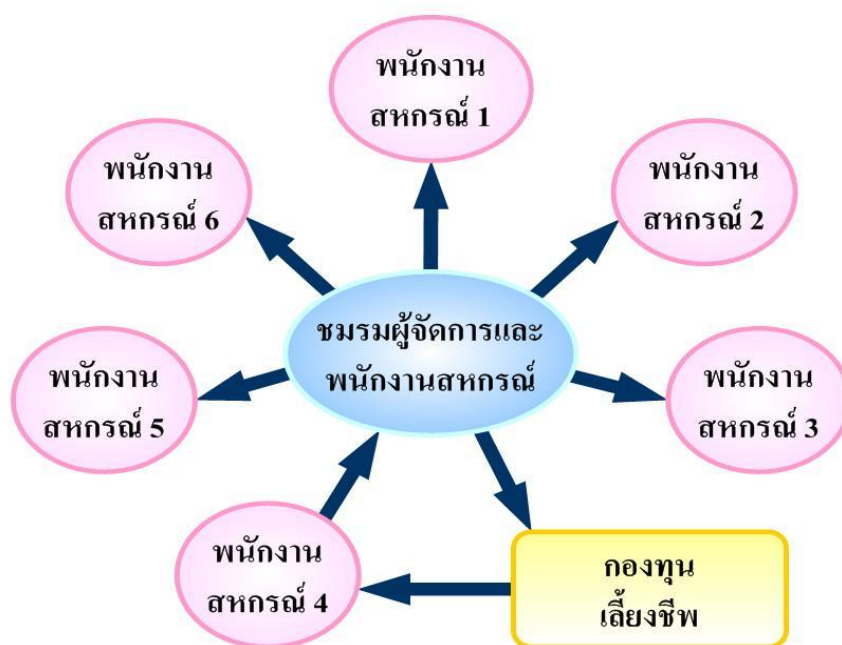 พนักงาน
สหกรณ์ 1
พนักงาน
สหกรณ์ 6
พนักงาน
สหกรณ์ 2
ชมรมผู้จัดการและ
พนักงานสหกรณ์
พนักงาน
สหกรณ์ 5
พนักงาน
สหกรณ์ 3
พนักงาน
สหกรณ์ 4
กองทุน
เลี้ยงชีพ